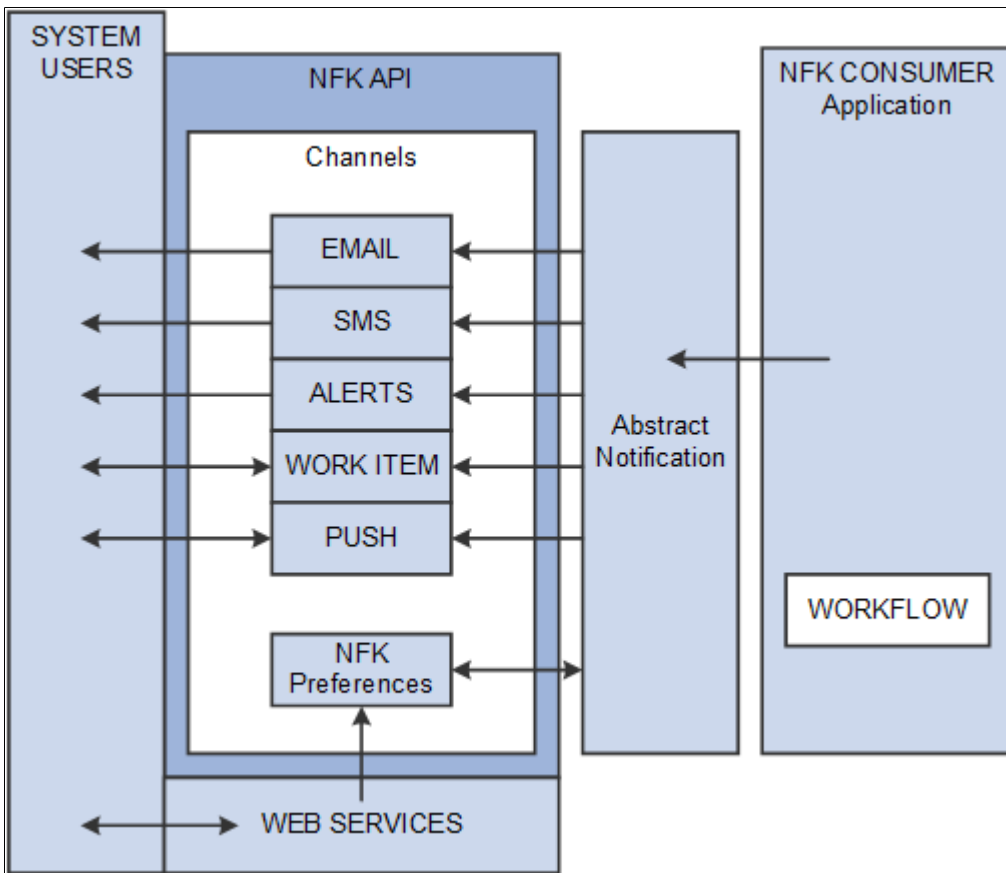 SYSTEM
USERS
NFK API
Channels
EMAIL
SMS
ALERTS
WORK ITEM
PUSH
NFK
Preferences
WEB SERVICES
Abstract
Notification
NFK CONSUMER
Application
WORKFLOW